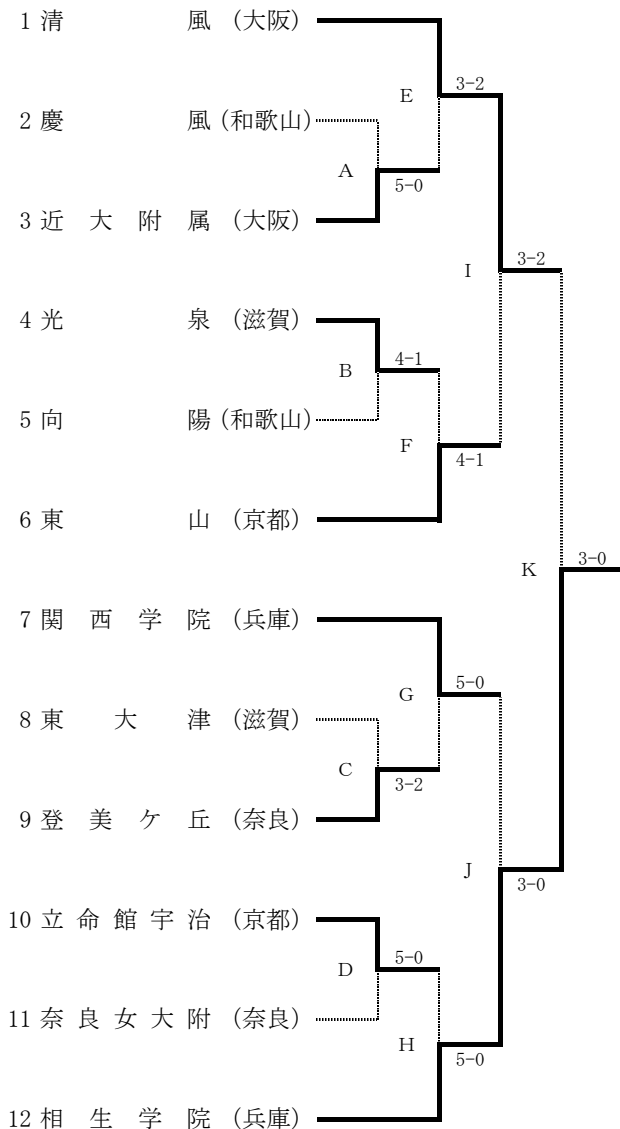 1 清風 (大阪)
3-2
E
2 慶風 (和歌山)
A
5-0
3 近大附属 (大阪)
3-2
I
4 光泉 (滋賀)
4-1
B
5 向陽 (和歌山)
F
4-1
6 東山 (京都)
3-0
K
7 関西学院 (兵庫)
5-0
G
8 東大津 (滋賀)
C
3-2
9 登美ケ丘 (奈良)
J
3-0
10 立命館宇治 (京都)
5-0
D
11 奈良女大附 (奈良)
H
5-0
12 相生学院 (兵庫)